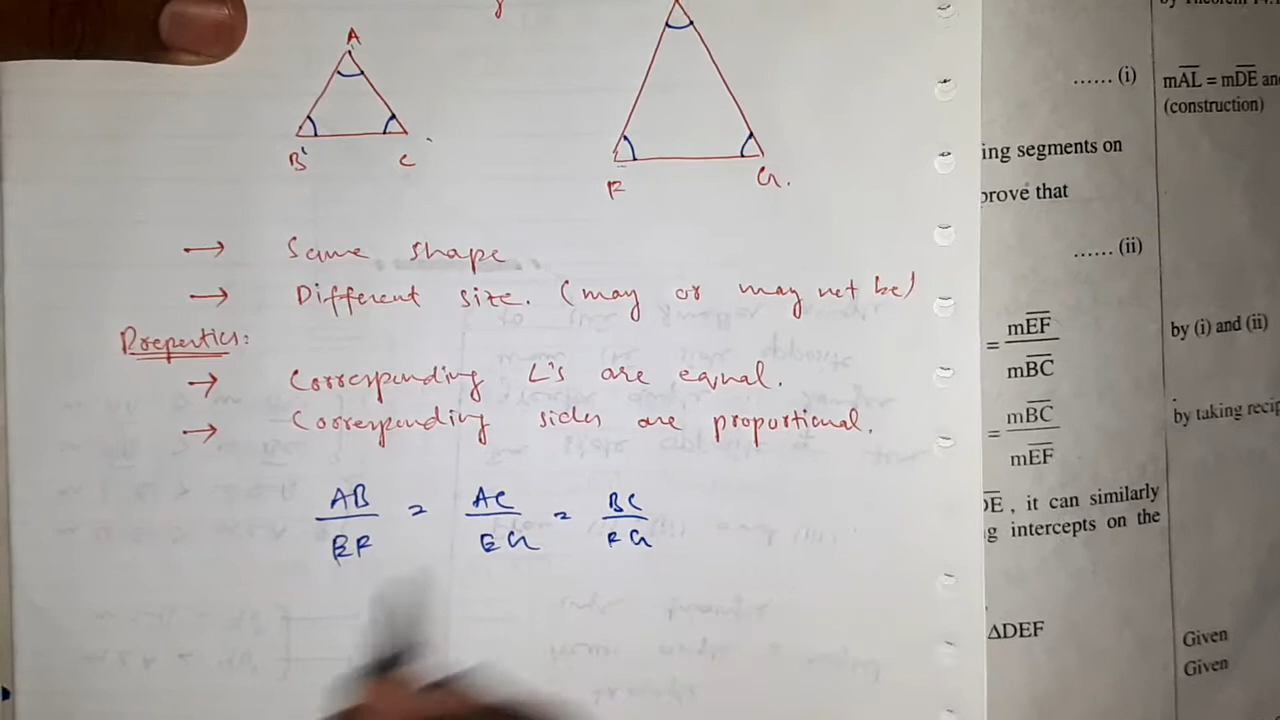 A
B
C
F
G.
→ Same shape
→ Different size. (may or may not be)
Properties:
→ Corresponding L's are equal.
→ Corresponding sides are proportional.
AB/EF = AC/EG = BC/FG
...... (i)
mAL = mDE
(construction)
ing segments on
prove that
...... (ii)
= mEF/mBC
by (i) and (ii)
= mBC/mEF
by taking
, it can similarly
intercepts on the
ΔDEF
Given
Given